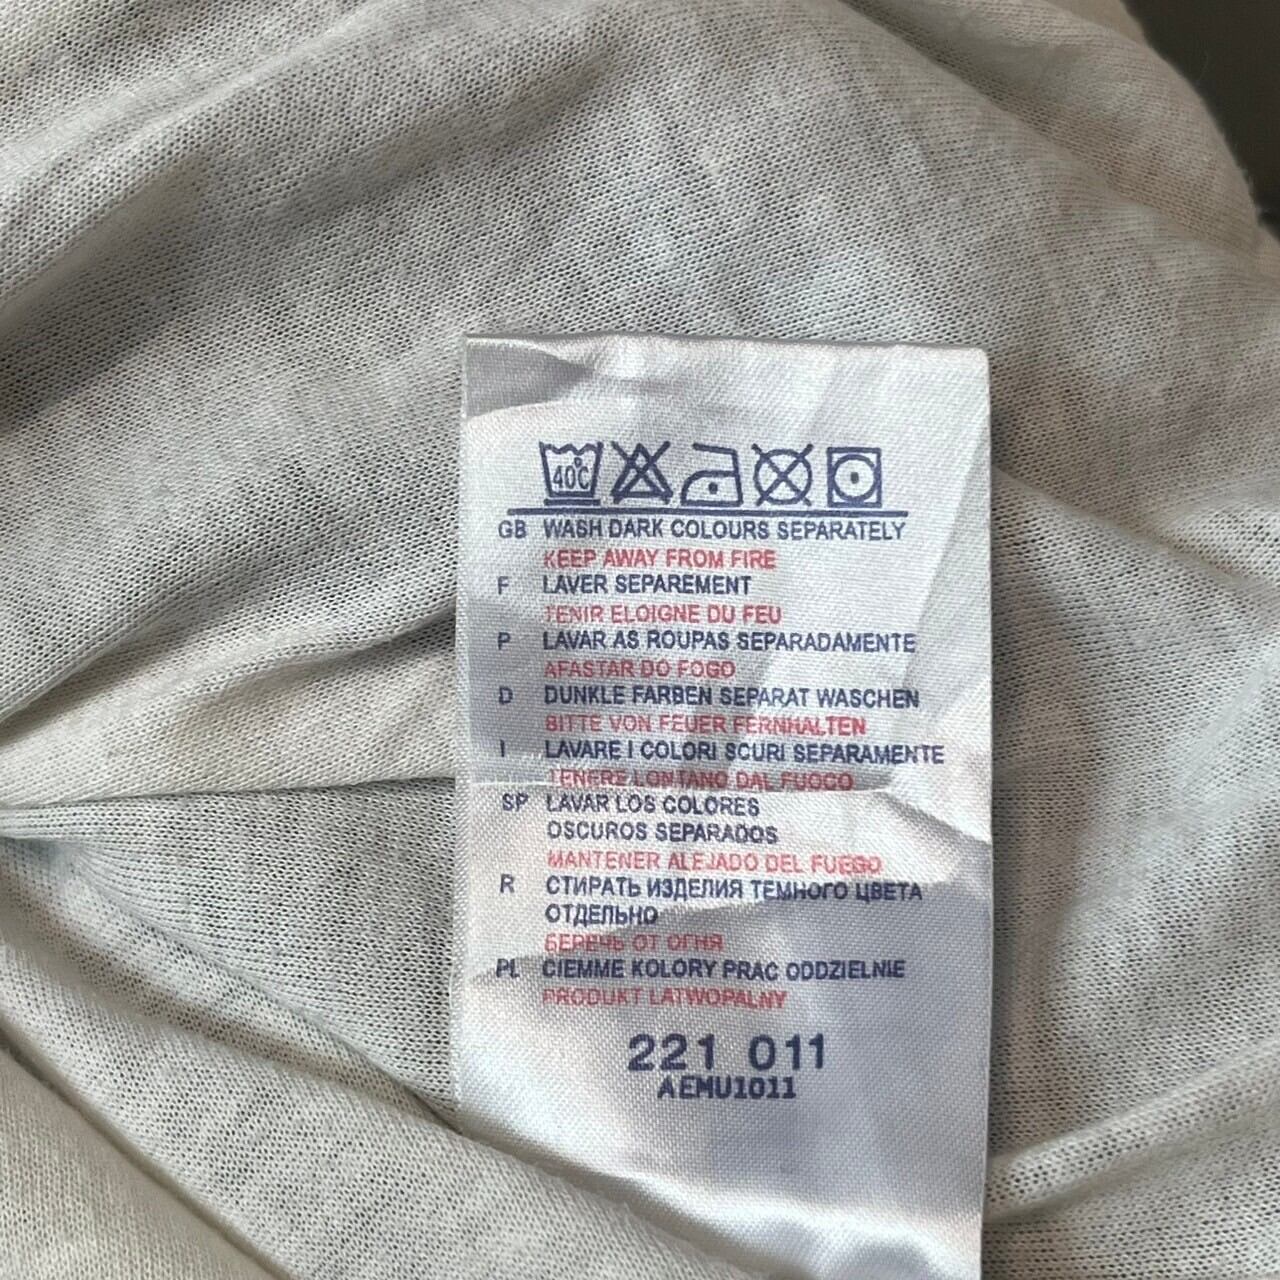 40°C
GB WASH DARK COLOURS SEPARATELY
KEEP AWAY FROM FIRE
F LAVER SEPAREMENT
TENIR ELOIGNE DU FEU
P LAVAR AS ROUPAS SEPARADAMENTE
AFASTAR DO FOGO
D DUNKLE FARBEN SEPARAT WASCHEN
BITTE VON FEUER FERNHALTEN
I LAVARE I COLORI SCURI SEPARAMENTE
TENERE LONTANO DAL FUOCO
SP LAVAR LOS COLORES
OSCUROS SEPARADOS
MANTENER ALEJADO DEL FUEGO
R СТИРАТЬ ИЗДЕЛИЯ ТЕМНОГО ЦВЕТА
ОТДЕЛЬНО
БЕРЕЧЬ ОТ ОГНЯ
PL CIEMME KOLORY PRAC ODDZIELNIE
PRODUKT LATWOPALNY
221 011
AEMU1011